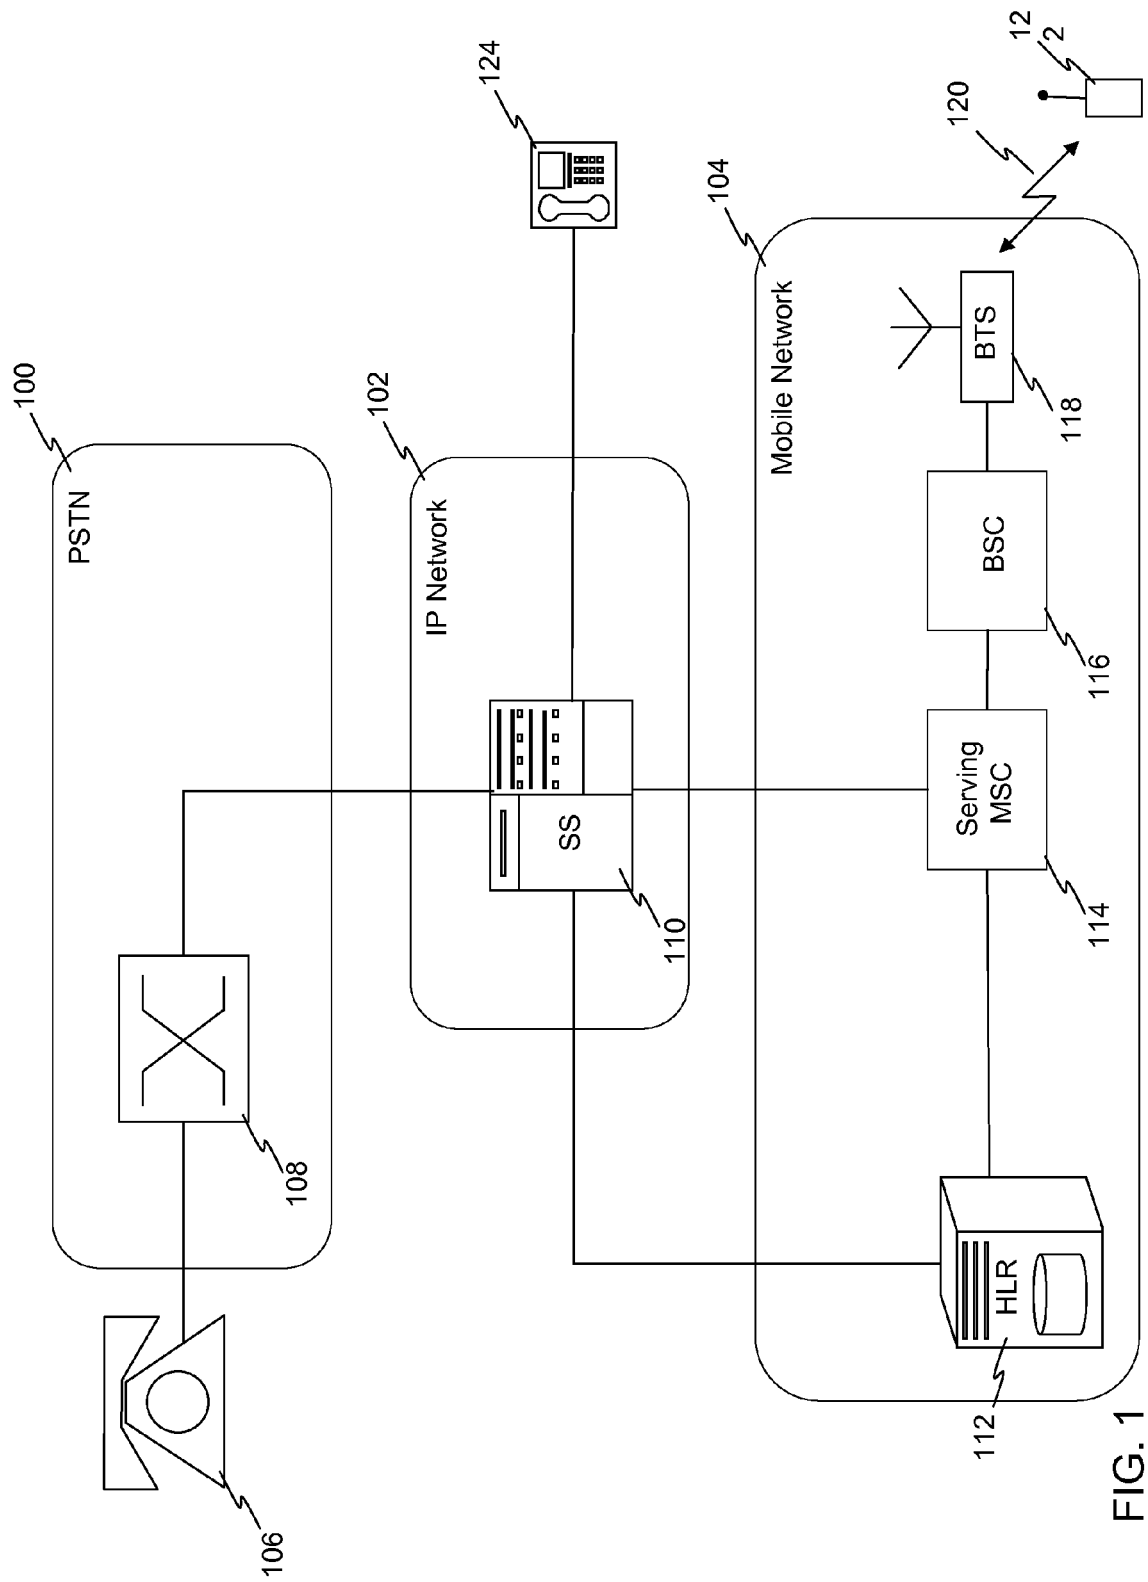 100
PSTN
108
106
102
IP Network
SS
110
124
104
Mobile Network
HLR
112
Serving
MSC
114
BSC
116
BTS
118
120
12
2
FIG. 1